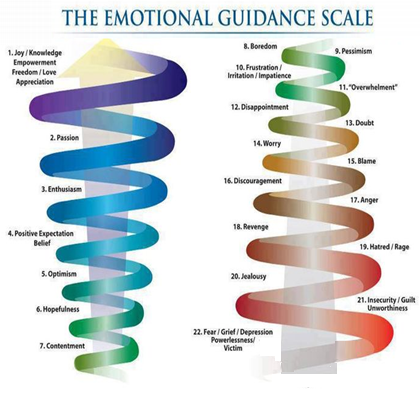 THE EMOTIONAL GUIDANCE SCALE
1. Joy / Knowledge
Empowerment
Freedom / Love
Appreciation
2. Passion
3. Enthusiasm
4. Positive Expectation
Belief
5. Optimism
6. Hopefulness
7. Contentment
8. Boredom
9. Pessimism
10. Frustration /
Irritation / Impatience
11. “Overwhelment”
12. Disappointment
13. Doubt
14. Worry
15. Blame
16. Discouragement
17. Anger
18. Revenge
19. Hatred / Rage
20. Jealousy
21. Insecurity / Guilt
Unworthiness
22. Fear / Grief / Depression
Powerlessness/
Victim